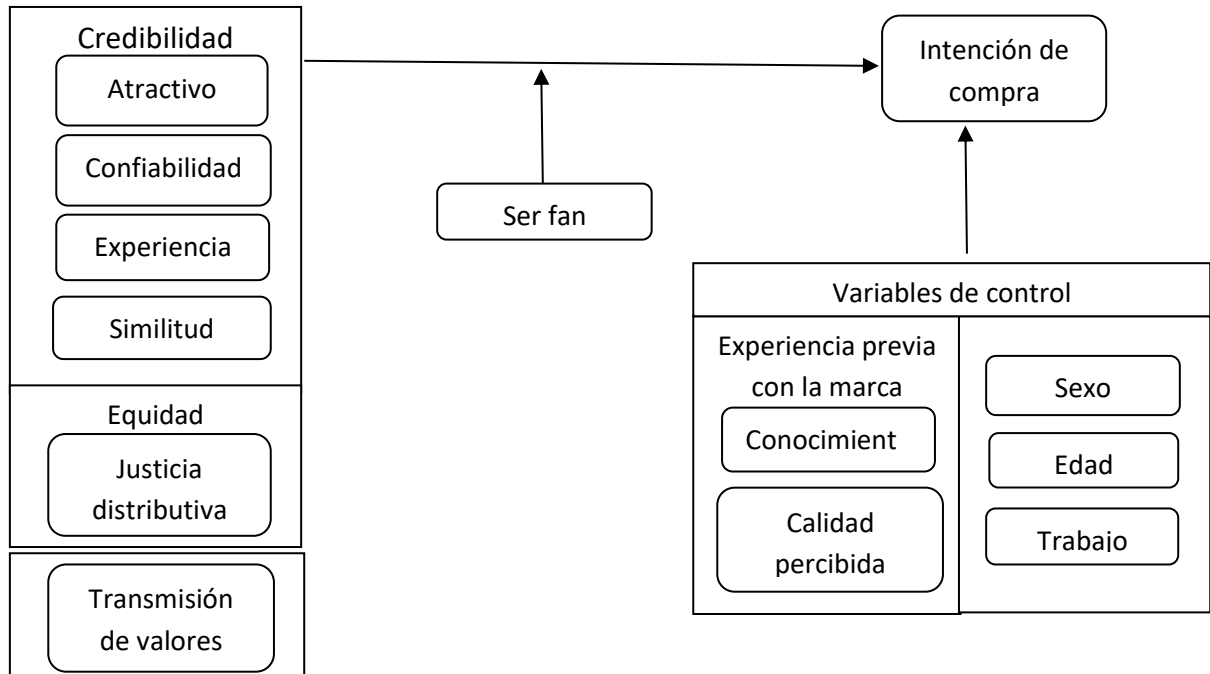 Credibilidad
Atractivo
Confiabilidad
Experiencia
Similitud
Equidad
Justicia
distributiva
Transmisión
de valores
Ser fan
Intención de
compra
Variables de control
Experiencia previa
con la marca
Conocimient
Calidad
percibida
Sexo
Edad
Trabajo